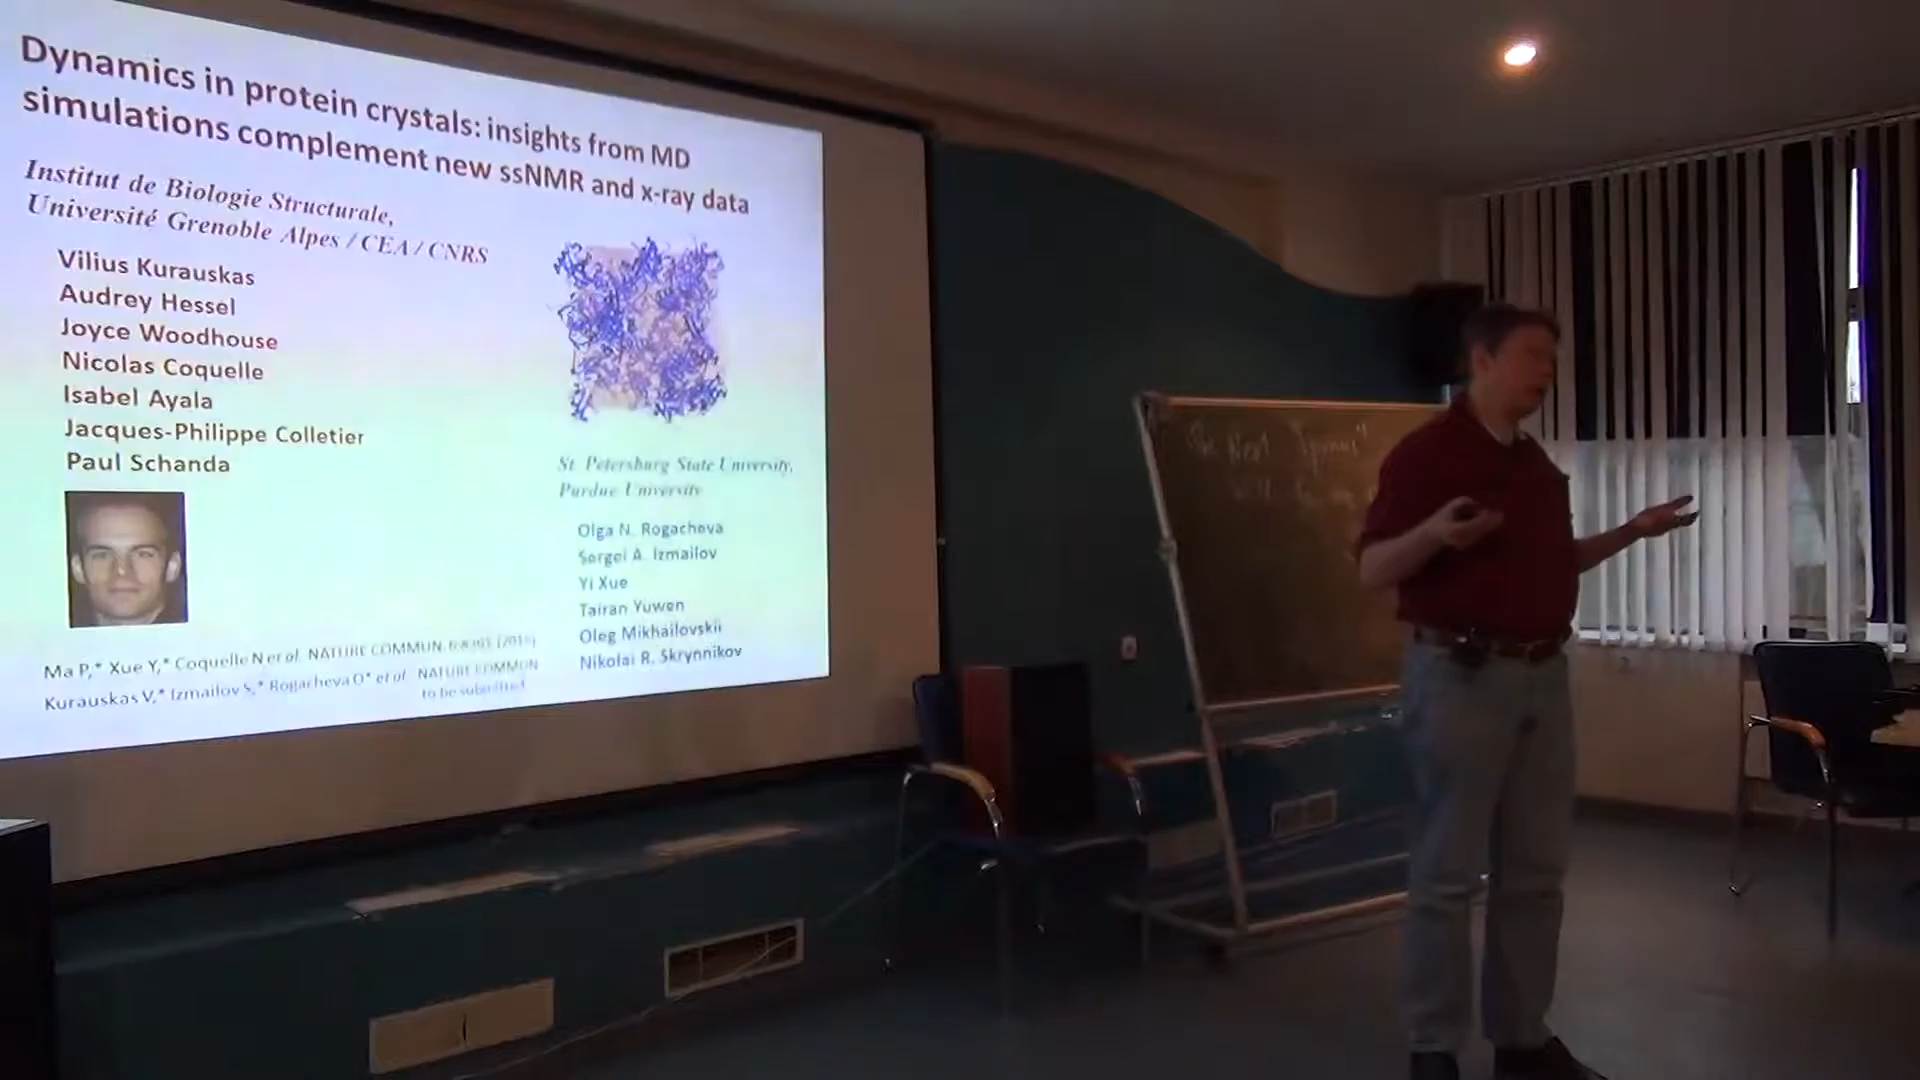 Dynamics in protein crystals: insights from MD
simulations complement new ssNMR and x-ray data
Institut de Biologie Structurale,
Université Grenoble Alpes / CEA / CNRS
Vilius Kurauskas
Audrey Hessel
Joyce Woodhouse
Nicolas Coquelle
Isabel Ayala
Jacques-Philippe Colletier
Paul Schanda
St. Petersburg State University,
Purdue University
Olga N. Rogacheva
Sergei A. Izmailov
Yi Xue
Tairan Yuwen
Oleg Mikhailovskii
Nikolai R. Skrynnikov
Ma P,* Xue Y,* Coquelle N et al. NATURE COMMUN.
Kurauskas V,* Izmailov S,* Rogacheva O* et al. NATURE COMMUN
to be submitted
Next